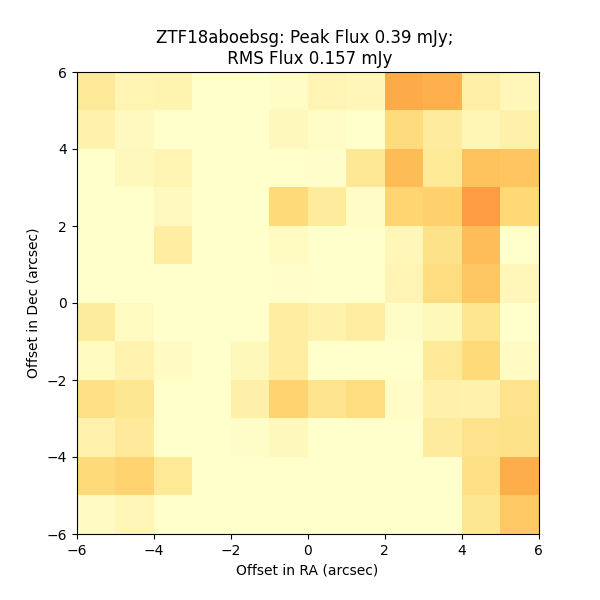 ZTF18aboebsg: Peak Flux 0.39 mJy;
RMS Flux 0.157 mJy
6
4
2
0
−2
−4
−6
Offset in Dec (arcsec)
−6 −4 −2 0 2 4 6
Offset in RA (arcsec)